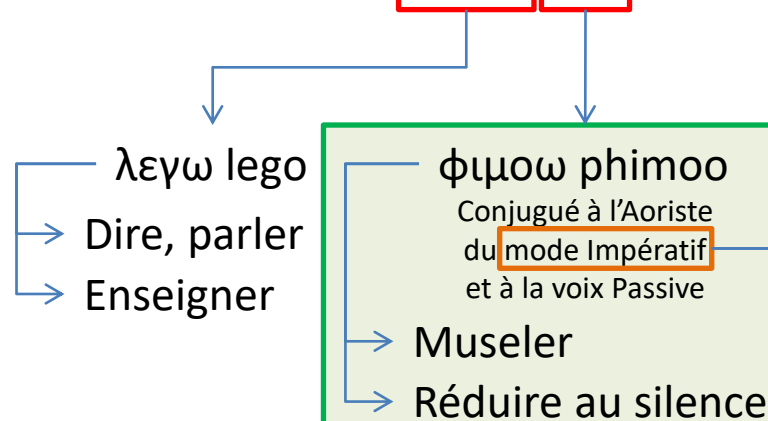 λεγω lego
Dire, parler
Enseigner
φιμοω phimoo
Conjugué à l’Aoriste
du mode Impératif
et à la voix Passive
Museler
Réduire au silence